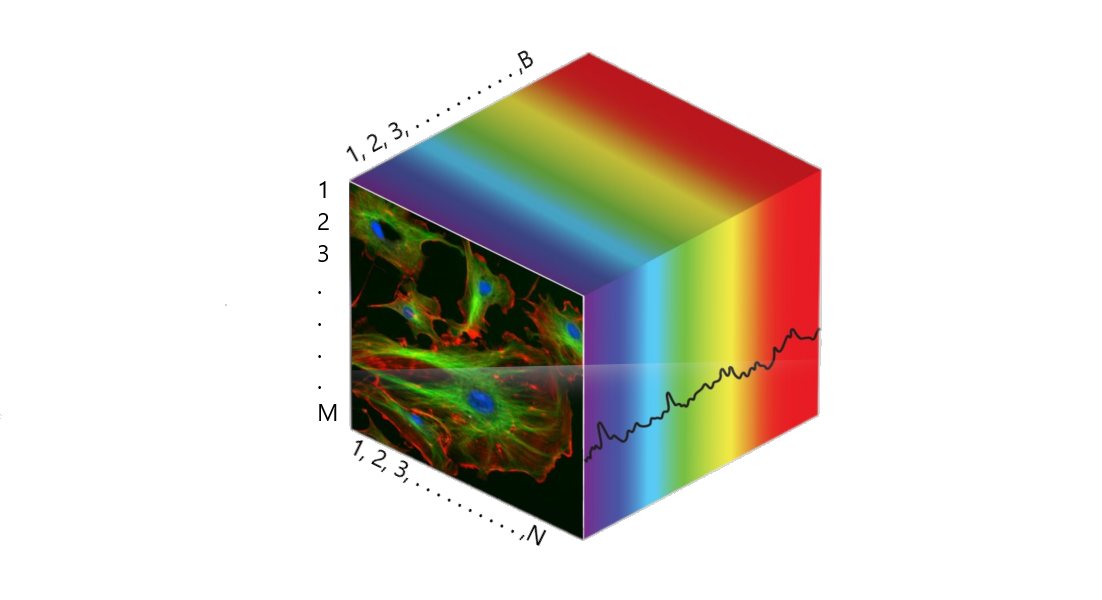 1, 2, 3, . . . . . . . . . . ,B
1
2
3
.
.
.
.
M
1, 2, 3, . . . . . . . . . . ,N